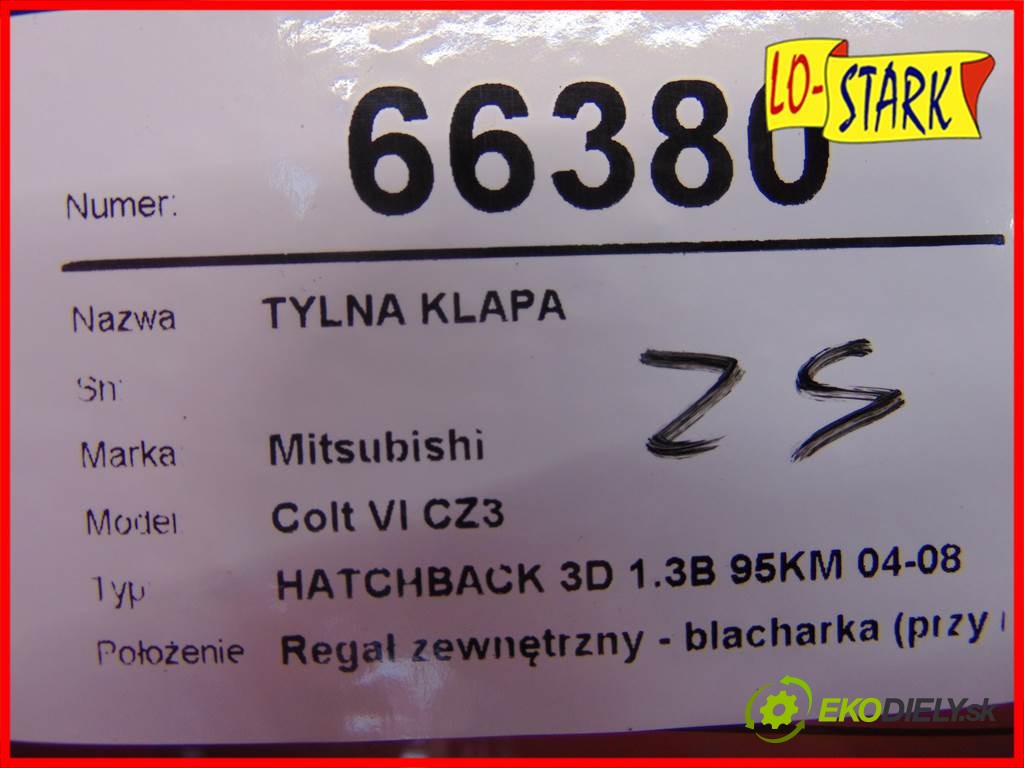 LO-STARK
Numer: 66380
Nazwa TYLNA KLAPA
Sn:
Marka Mitsubishi
Model Colt VI CZ3
Typ HATCHBACK 3D 1.3B 95KM 04-08
Położenie Regał zewnętrzny - blacharka (przy
ZS
EKODIELY.sk